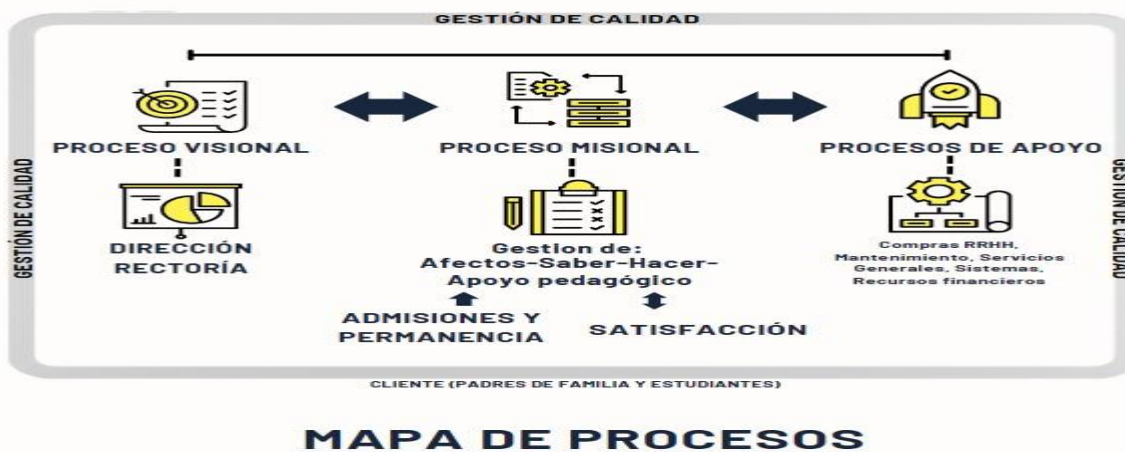 GESTIÓN DE CALIDAD
PROCESO VISIONAL
PROCESO MISIONAL
PROCESOS DE APOYO
GESTIÓN DE CALIDAD
GESTIÓN DE CALIDAD
DIRECCIÓN
RECTORÍA
Gestion de:
Afectos-Saber-Hacer-
Apoyo pedagógico
Compras RRHH,
Mantenimiento, Servicios
Generales, Sistemas,
Recursos financieros
ADMISIONES Y
PERMANENCIA
SATISFACCIÓN
CLIENTE (PADRES DE FAMILIA Y ESTUDIANTES)
MAPA DE PROCESOS